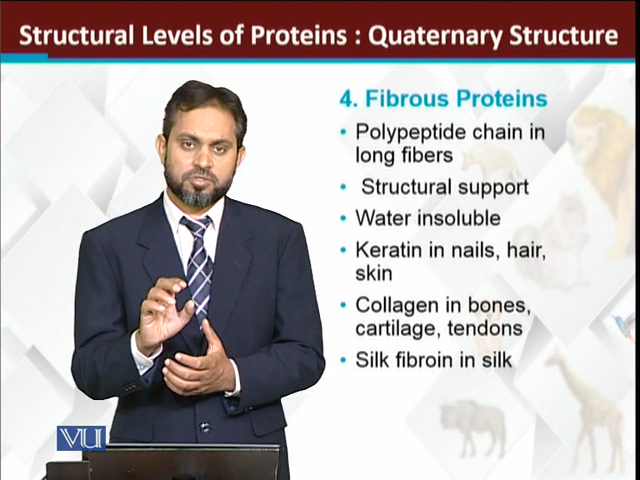 Structural Levels of Proteins : Quaternary Structure
4. Fibrous Proteins
• Polypeptide chain in
long fibers
• Structural support
• Water insoluble
• Keratin in nails, hair,
skin
• Collagen in bones,
cartilage, tendons
• Silk fibroin in silk
VU